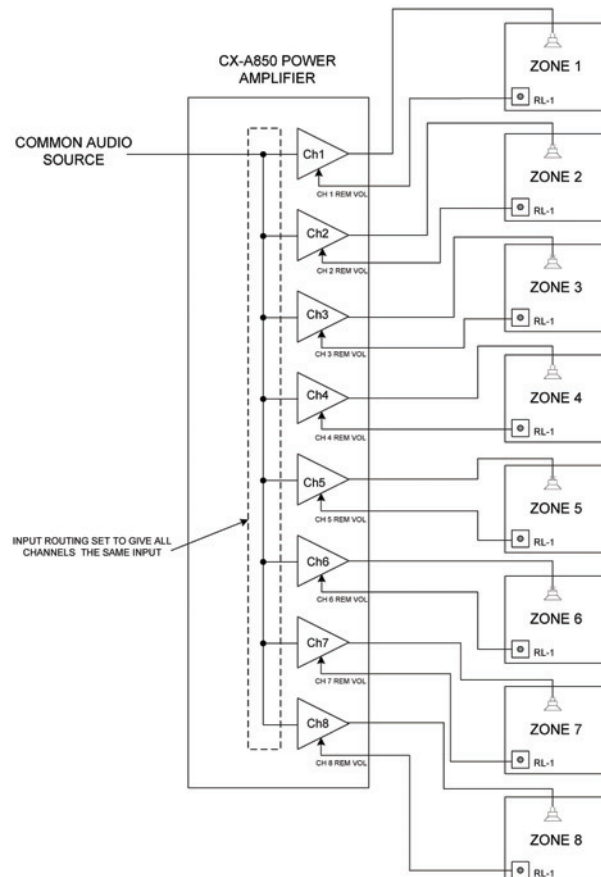 CX-A850 POWER
AMPLIFIER
COMMON AUDIO
SOURCE
INPUT ROUTING SET TO GIVE ALL
CHANNELS THE SAME INPUT
Ch1
CH 1 REM VOL
Ch2
CH 2 REM VOL
Ch3
CH 3 REM VOL
Ch4
CH 4 REM VOL
Ch5
CH 5 REM VOL
Ch6
CH 6 REM VOL
Ch7
CH 7 REM VOL
Ch8
CH 8 REM VOL
ZONE 1
RL-1
ZONE 2
RL-1
ZONE 3
RL-1
ZONE 4
RL-1
ZONE 5
RL-1
ZONE 6
RL-1
ZONE 7
RL-1
ZONE 8
RL-1